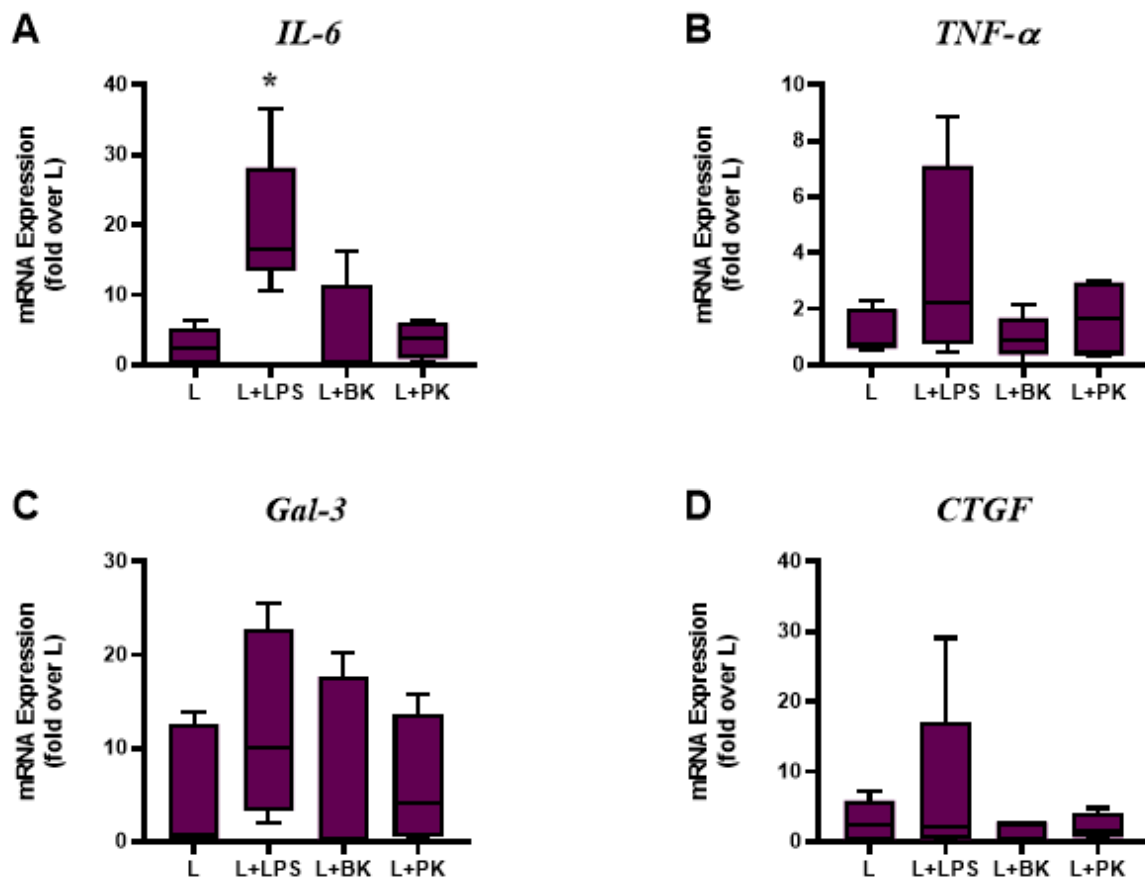 A
IL-6
mRNA Expression
(fold over L)
40
30
20
10
0
*
L L+LPS L+BK L+PK
B
TNF-α
mRNA Expression
(fold over L)
10
8
6
4
2
0
L L+LPS L+BK L+PK
C
Gal-3
mRNA Expression
(fold over L)
30
20
10
0
L L+LPS L+BK L+PK
D
CTGF
mRNA Expression
(fold over L)
40
30
20
10
0
L L+LPS L+BK L+PK